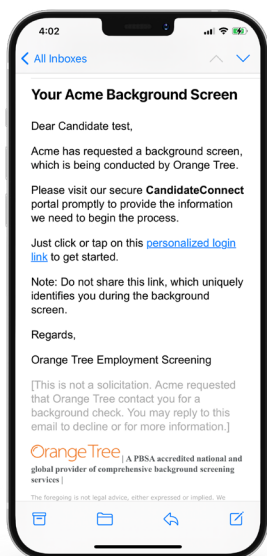 4:02
All Inboxes
Your Acme Background Screen
Dear Candidate test,
Acme has requested a background screen,
which is being conducted by Orange Tree.
Please visit our secure CandidateConnect
portal promptly to provide the information
we need to begin the process.
Just click or tap on this personalized login
link to get started.
Note: Do not share this link, which uniquely
identifies you during the background
screen.
Regards,
Orange Tree Employment Screening
[This is not a solicitation. Acme requested
that Orange Tree contact you for a
background check. You may reply to this
email to decline or for more information.]
OrangeTree | A PBSA accredited national and
global provider of comprehensive background screening
services |
The foregoing is not legal advice, either expressed or implied. We